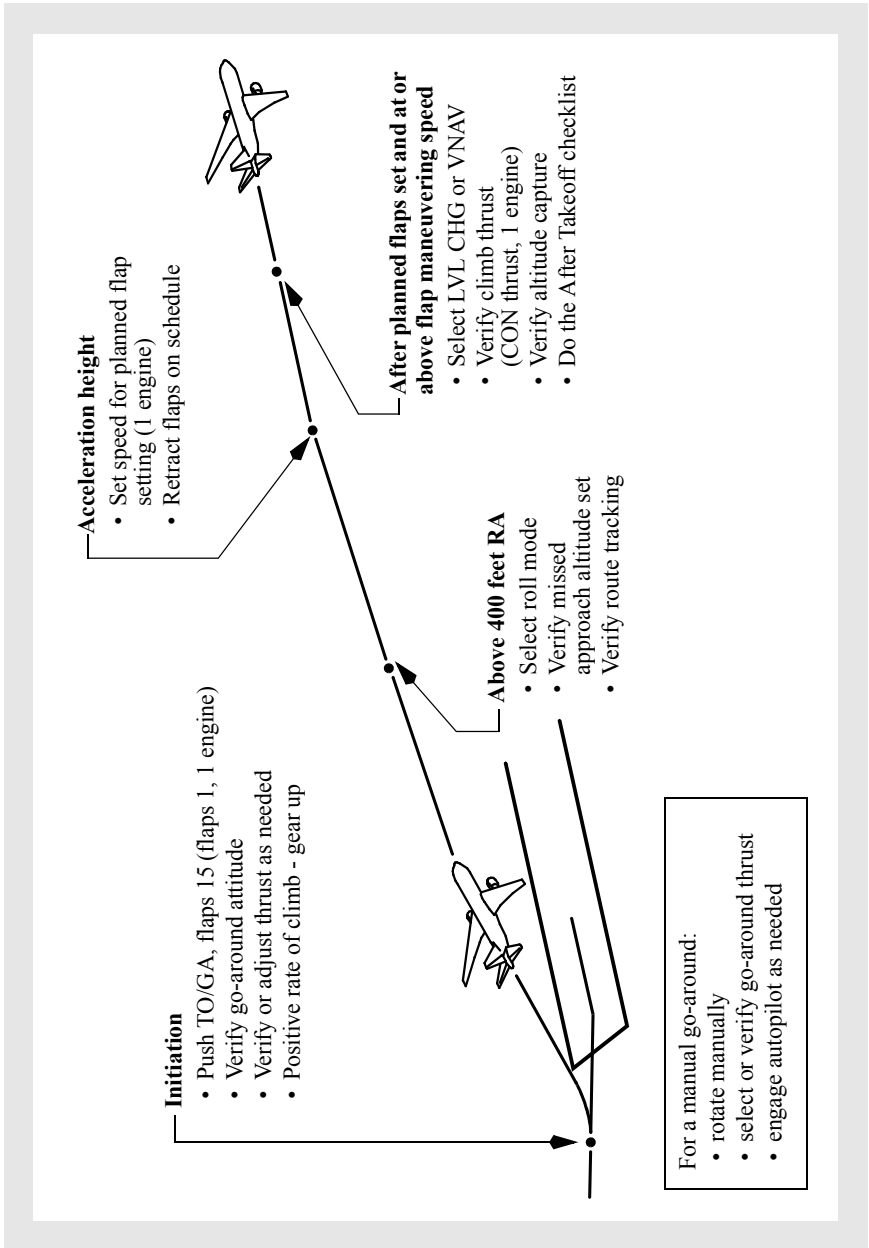 Initiation
• Push TO/GA, flaps 15 (flaps 1, 1 engine)
• Verify go-around attitude
• Verify or adjust thrust as needed
• Positive rate of climb - gear up
Above 400 feet RA
• Select roll mode
• Verify missed
approach altitude set
• Verify route tracking
Acceleration height
• Set speed for planned flap
setting (1 engine)
• Retract flaps on schedule
After planned flaps set and at or
above flap maneuvering speed
• Select LVL CHG or VNAV
• Verify climb thrust
(CON thrust, 1 engine)
• Verify altitude capture
• Do the After Takeoff checklist
For a manual go-around:
• rotate manually
• select or verify go-around thrust
• engage autopilot as needed